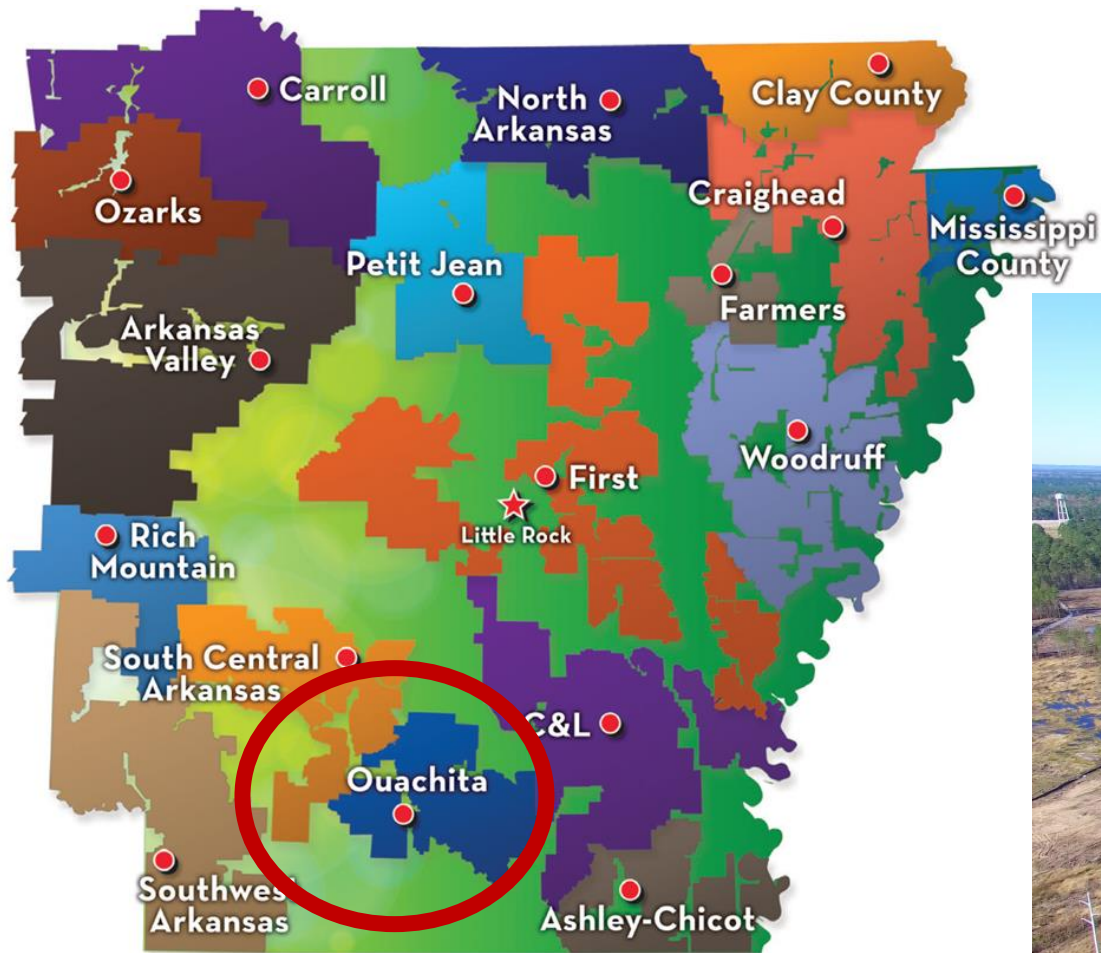 Carroll
North
Arkansas
Clay County
Ozarks
Craighead
Mississippi
County
Petit Jean
Farmers
Arkansas
Valley
Woodruff
First
Little Rock
Rich
Mountain
South Central
Arkansas
C&L
Ouachita
Southwest
Arkansas
Ashley-Chicot